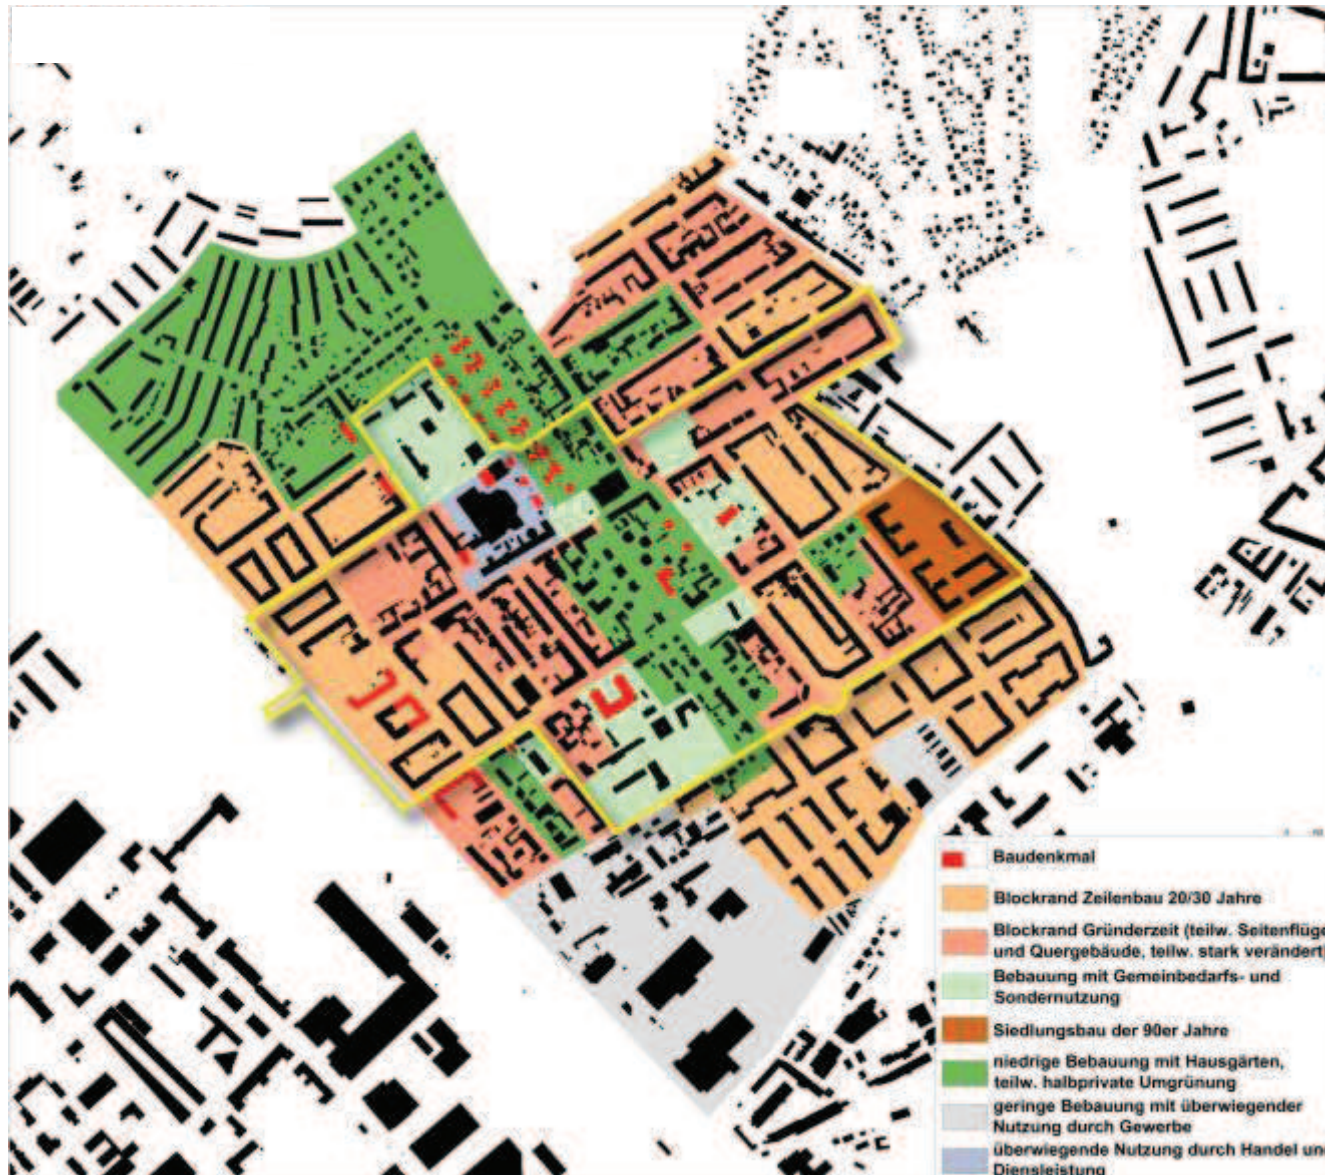 Baudenkmal
Blockrand Zeilenbau 20/30 Jahre
Blockrand Gründerzeit (teilw. Seitenflüge
und Quergebäude, teilw. stark verändert)
Bebauung mit Gemeinbedarfs- und
Sondernutzung
Siedlungsbau der 90er Jahre
niedrige Bebauung mit Hausgärten,
teilw. halbprivate Umgrünung
geringe Bebauung mit überwiegender
Nutzung durch Gewerbe
überwiegende Nutzung durch Handel und
Diensleistung